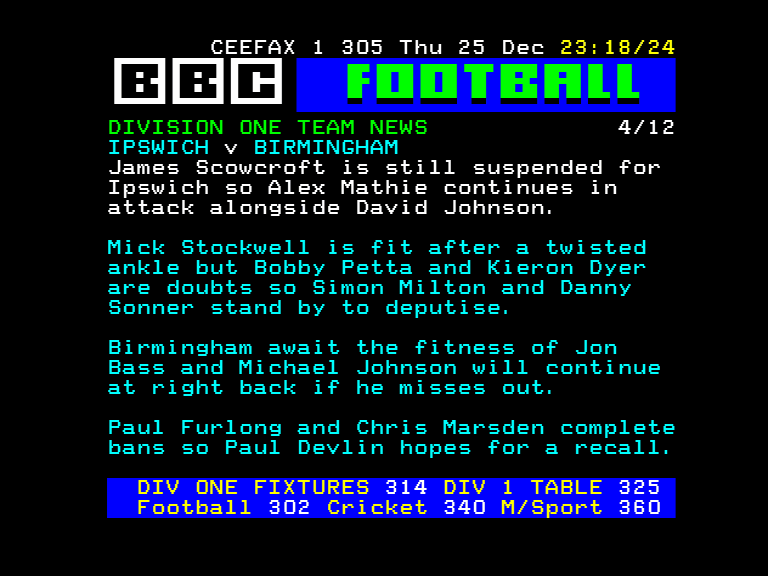 CEEFAX 1 305 Thu 25 Dec 23:18/24
BBC FOOTBALL
DIVISION ONE TEAM NEWS 4/12
IPSWICH v BIRMINGHAM
James Scowcroft is still suspended for
Ipswich so Alex Mathie continues in
attack alongside David Johnson.
Mick Stockwell is fit after a twisted
ankle but Bobby Petta and Kieron Dyer
are doubts so Simon Milton and Danny
Sonner stand by to deputise.
Birmingham await the fitness of Jon
Bass and Michael Johnson will continue
at right back if he misses out.
Paul Furlong and Chris Marsden complete
bans so Paul Devlin hopes for a recall.
DIV ONE FIXTURES 314 DIV 1 TABLE 325
Football 302 Cricket 340 M/Sport 360